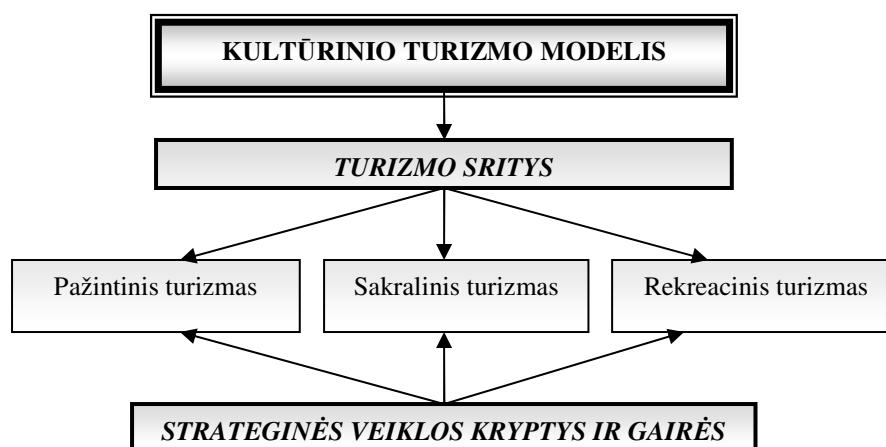 KULTŪRINIO TURIZMO MODELIS
TURIZMO SRITYS
Pažintinis turizmas
Sakralinis turizmas
Rekreacinis turizmas
STRATEGINĖS VEIKLOS KRYPTYS IR GAIRĖS